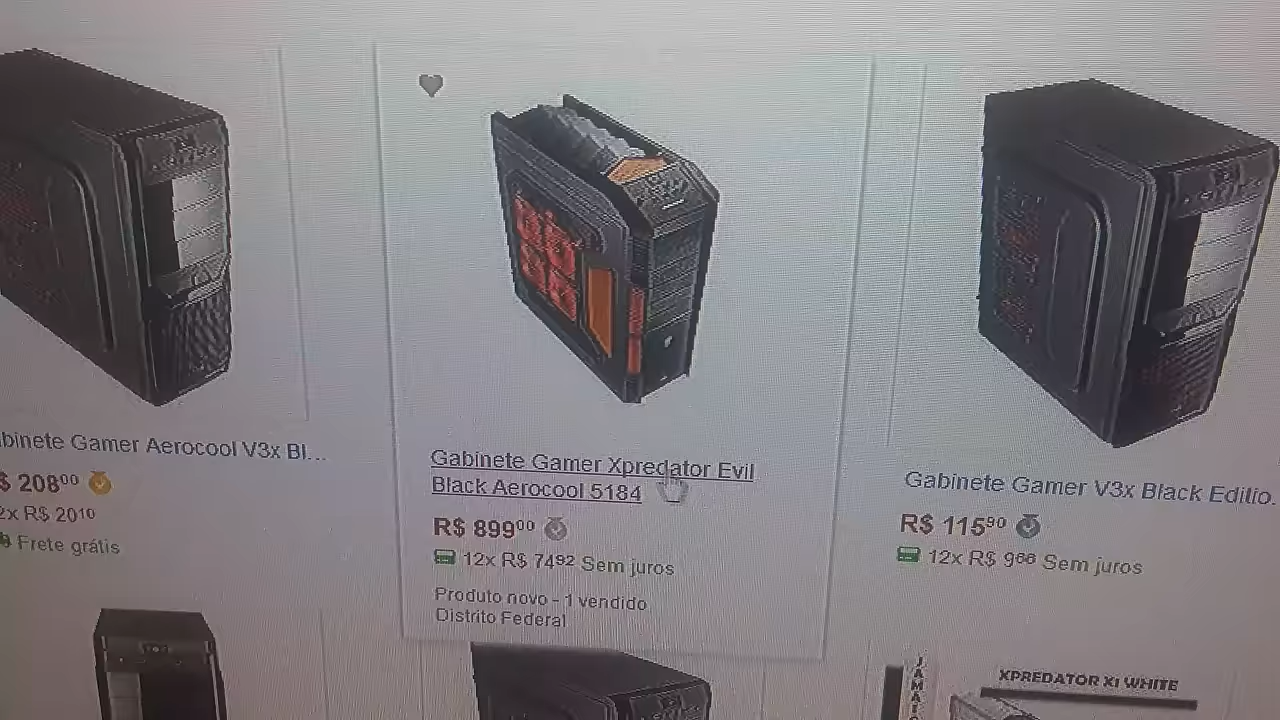 binete Gamer Aerocool V3x Bl...
$ 208⁰⁰
2x R$ 20¹⁰
Frete grátis
Gabinete Gamer Xpredator Evil
Black Aerocool 5184
R$ 899⁰⁰
12x R$ 74⁹² Sem juros
Produto novo - 1 vendido
Distrito Federal
Gabinete Gamer V3x Black Editio.
R$ 115⁹⁰
12x R$ 9⁶⁶ Sem juros
XPREDATOR X1 WHITE